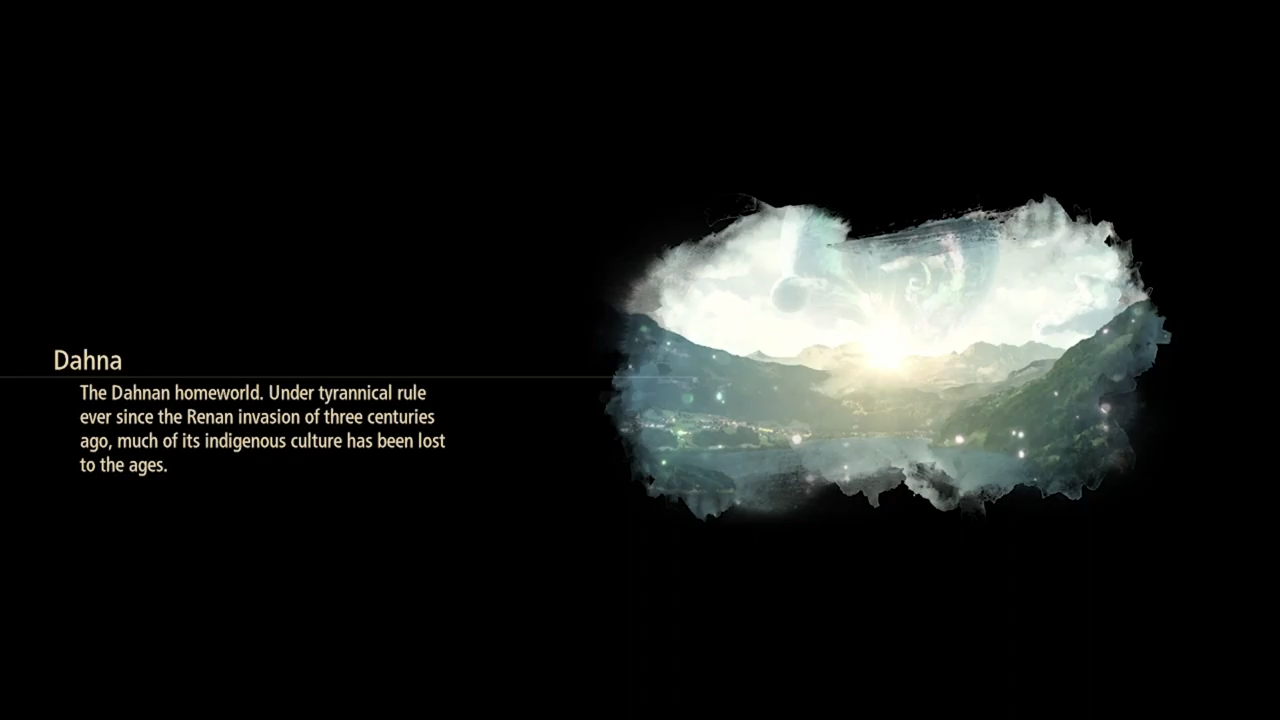 Dahna
The Dahnan homeworld. Under tyrannical rule
ever since the Renan invasion of three centuries
ago, much of its indigenous culture has been lost
to the ages.